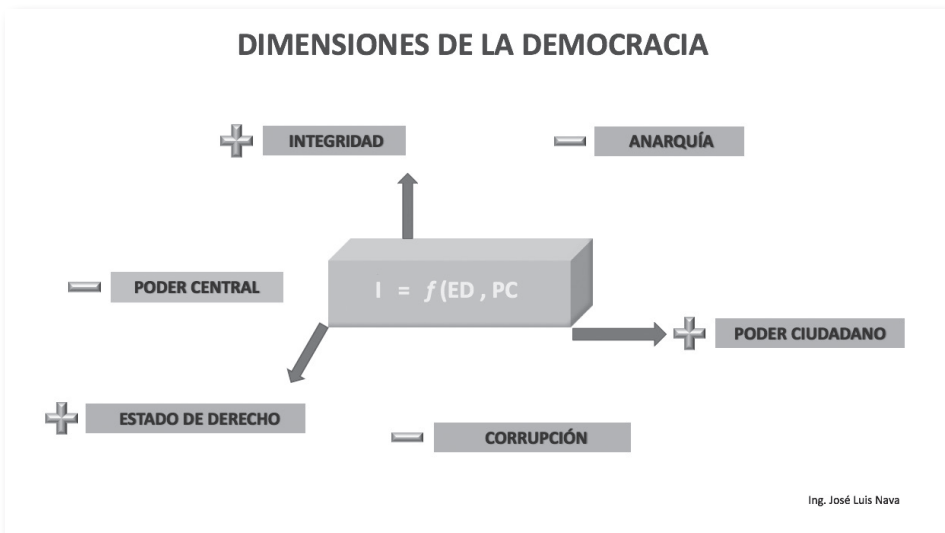 DIMENSIONES DE LA DEMOCRACIA
INTEGRIDAD
ANARQUÍA
PODER CENTRAL
I = f (ED , PC
PODER CIUDADANO
ESTADO DE DERECHO
CORRUPCIÓN
Ing. José Luis Nava